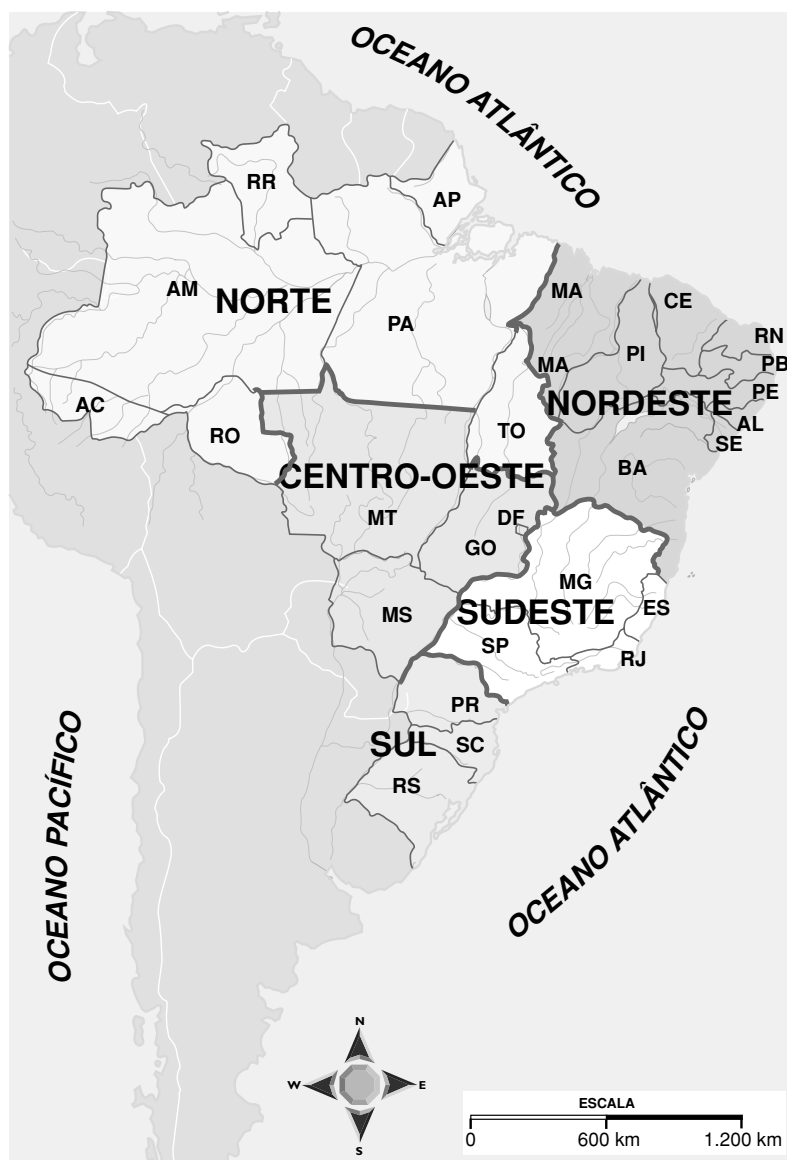 OCEANO ATLÂNTICO
RR
AP
AM
NORTE
PA
MA
CE
RN
MA
PI
PB
PE
NORDESTE
AC
AL
RO
TO
SE
CENTRO-OESTE
BA
MT
DF
GO
MG
ES
MS
SUDESTE
SP
RJ
PR
SUL
SC
RS
OCEANO PACÍFICO
OCEANO ATLÂNTICO
N
W
E
S
ESCALA
0 600 km 1.200 km